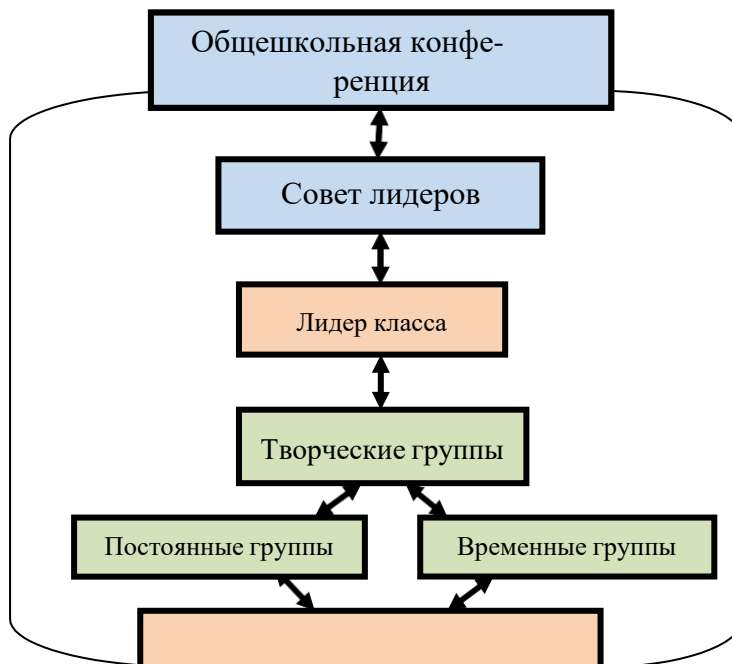 Общешкольная конфе-
ренция
Совет лидеров
Лидер класса
Творческие группы
Постоянные группы
Временные группы